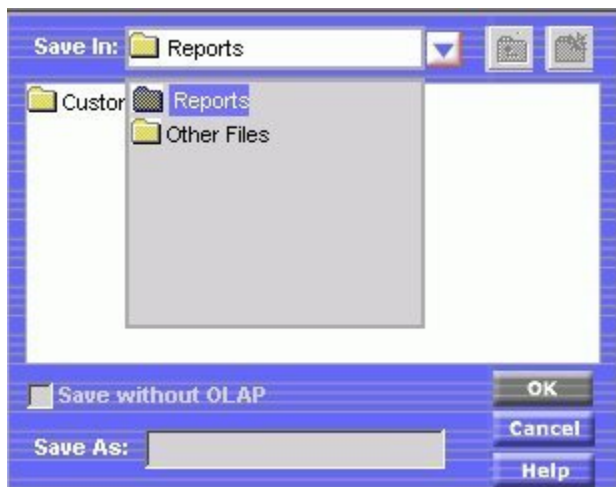 Save In: Reports
Custor Reports
Other Files
Save without OLAP
OK
Save As:
Cancel
Help